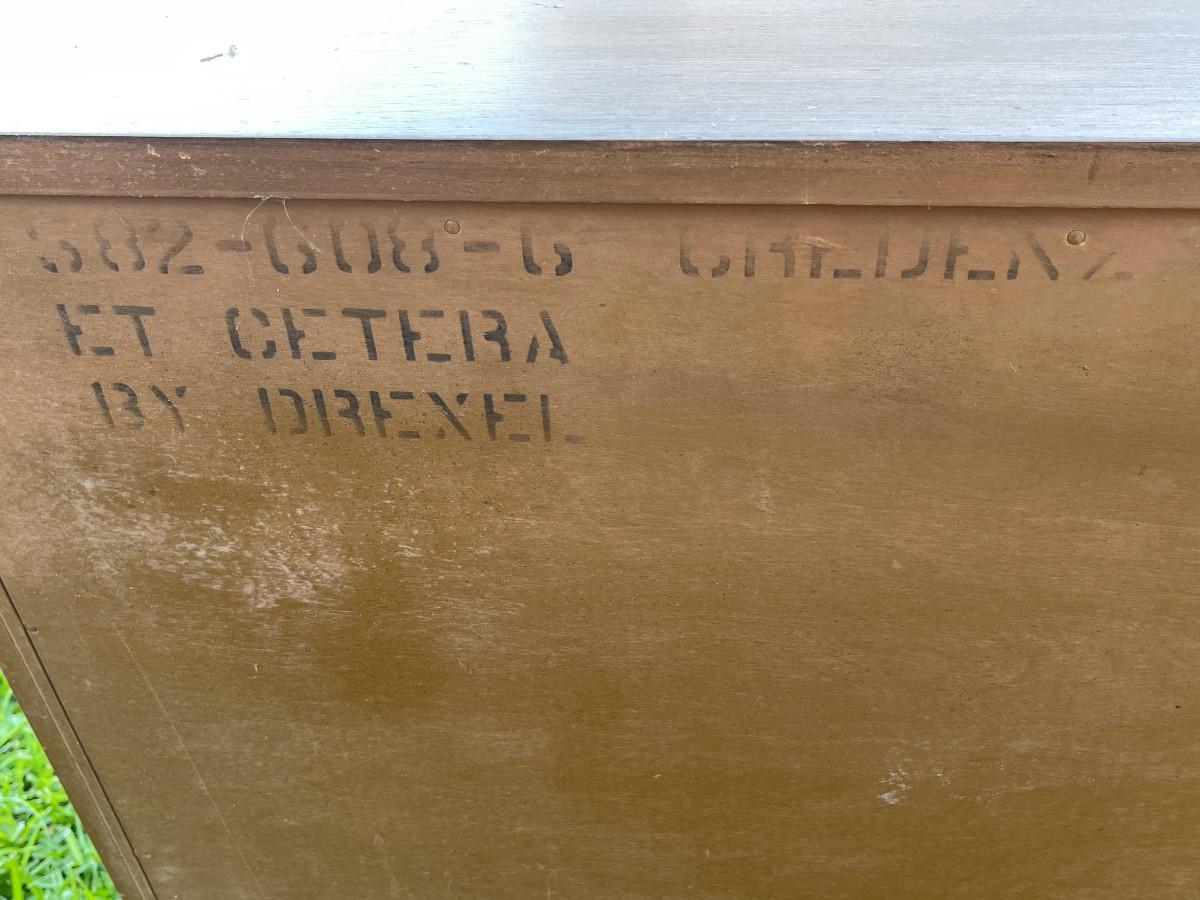 382-608-6 CREDENZ
ET CETERA
BY DREXEL